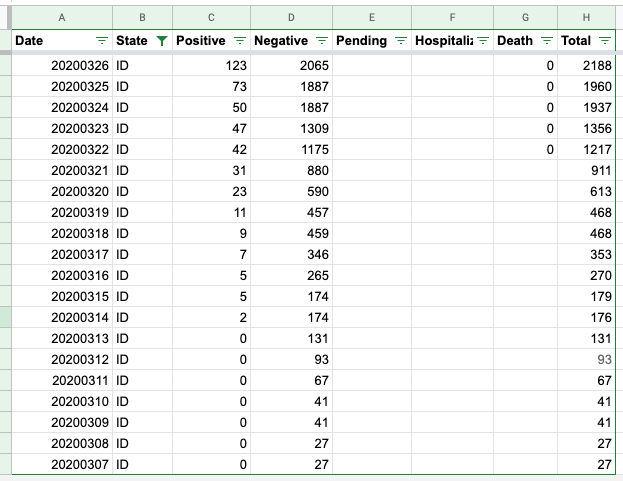 A B C D E F G H
Date State Positive Negative Pending Hospitaliz Death Total
20200326 ID 123 2065 0 2188
20200325 ID 73 1887 0 1960
20200324 ID 50 1887 0 1937
20200323 ID 47 1309 0 1356
20200322 ID 42 1175 0 1217
20200321 ID 31 880 911
20200320 ID 23 590 613
20200319 ID 11 457 468
20200318 ID 9 459 468
20200317 ID 7 346 353
20200316 ID 5 265 270
20200315 ID 5 174 179
20200314 ID 2 174 176
20200313 ID 0 131 131
20200312 ID 0 93 93
20200311 ID 0 67 67
20200310 ID 0 41 41
20200309 ID 0 41 41
20200308 ID 0 27 27
20200307 ID 0 27 27